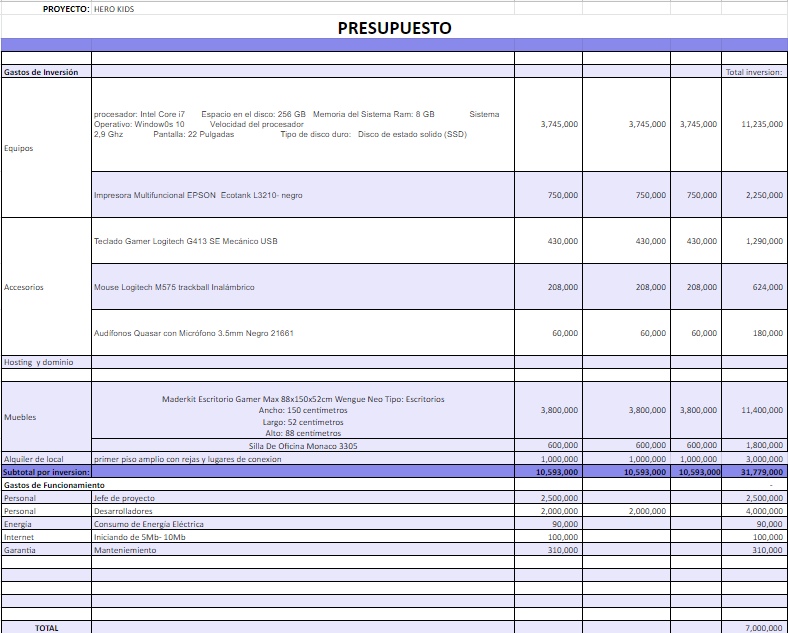 PROYECTO: HERO KIDS
PRESUPUESTO
Gastos de Inversión Total inversion:
procesador: Intel Core i7 Espacio en el disco: 256 GB Memoria del Sistema Ram: 8 GB Sistema
Operativo: Window0s 10 Velocidad del procesador
2,9 Ghz Pantalla: 22 Pulgadas Tipo de disco duro: Disco de estado solido (SSD)
3,745,000 3,745,000 3,745,000 11,235,000
Equipos
Impresora Multifuncional EPSON Ecotank L3210- negro 750,000 750,000 750,000 2,250,000
Teclado Gamer Logitech G413 SE Mecánico USB 430,000 430,000 430,000 1,290,000
Accesorios Mouse Logitech M575 trackball Inalámbrico 208,000 208,000 208,000 624,000
Audífonos Quasar con Micrófono 3.5mm Negro 21661 60,000 60,000 60,000 180,000
Hosting y dominio
Muebles
Maderkit Escritorio Gamer Max 88x150x52cm Wengue Neo Tipo: Escritorios
Ancho: 150 centímetros
Largo: 52 centímetros
Alto: 88 centímetros
3,800,000 3,800,000 3,800,000 11,400,000
Silla De Oficina Monaco 3305 600,000 600,000 600,000 1,800,000
Alquiler de local primer piso amplio con rejas y lugares de conexion 1,000,000 1,000,000 1,000,000 3,000,000
Subtotal por inversion: 10,593,000 10,593,000 10,593,000 31,779,000
Gastos de Funcionamiento -
Personal Jefe de proyecto 2,500,000 2,500,000
Personal Desarrolladores 2,000,000 2,000,000 4,000,000
Energia Consumo de Energía Eléctrica 90,000 90,000
Internet Iniciando de 5Mb- 10Mb 100,000 100,000
Garantia Manteniemiento 310,000 310,000
TOTAL 7,000,000